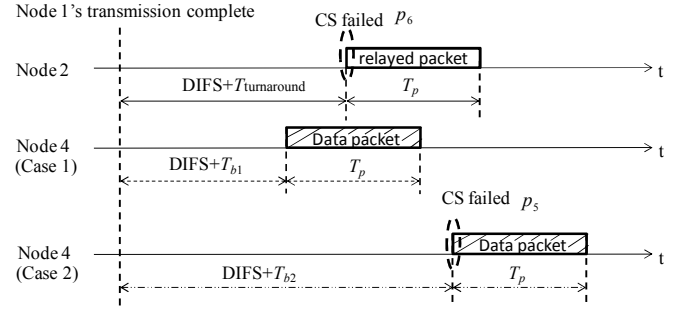 Node 1's transmission complete
CS failed p6
Node 2
relayed packet
t
DIFS+Tturnaround
Tp
Node 4
(Case 1)
Data packet
t
DIFS+Tb1
Tp
CS failed p5
Node 4
(Case 2)
Data packet
t
DIFS+Tb2
Tp